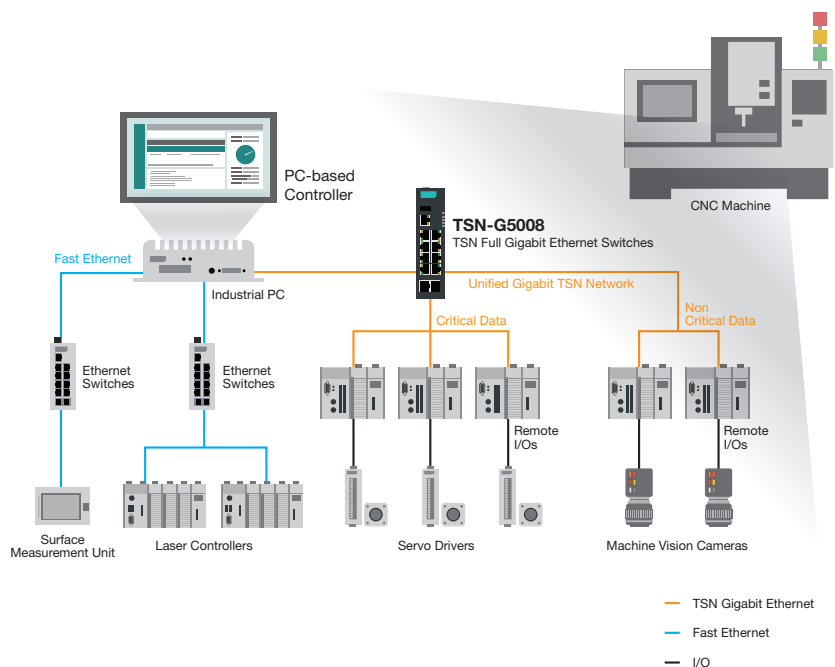 CNC Machine
PC-based
Controller
TSN-G5008
TSN Full Gigabit Ethernet Switches
Fast Ethernet
Industrial PC
Unified Gigabit TSN Network
Critical Data
Non
Critical Data
Ethernet
Switches
Ethernet
Switches
Remote
I/Os
Remote
I/Os
Surface
Measurement Unit
Laser Controllers
Servo Drivers
Machine Vision Cameras
TSN Gigabit Ethernet
Fast Ethernet
I/O